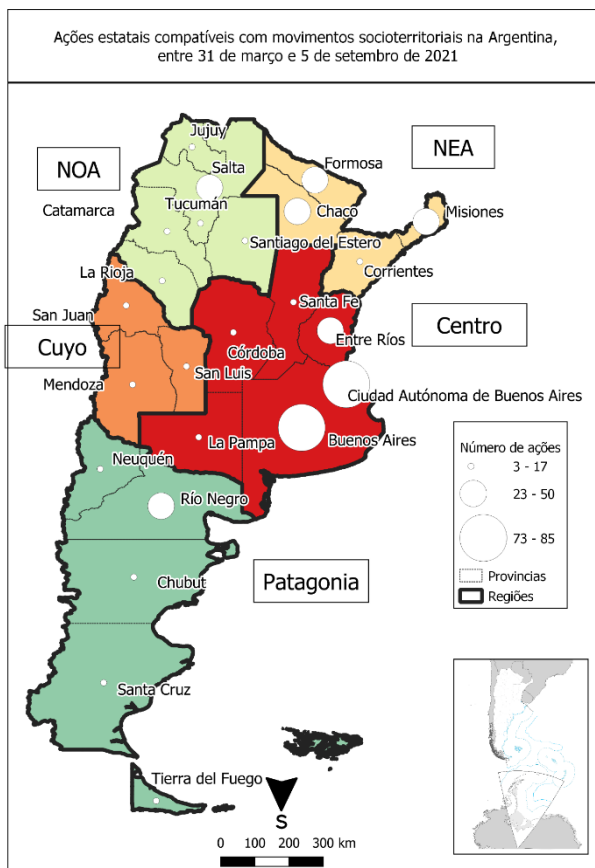 Ações estatais compatíveis com movimentos socioterritoriais na Argentina,
entre 31 de março e 5 de setembro de 2021
Jujuy
NOA
Salta
Formosa
NEA
Catamarca
Tucumán
Chaco
Misiones
Santiago del Estero
Corrientes
La Rioja
San Juan
Santa Fe
Cuyo
Córdoba
Entre Ríos
Centro
Mendoza
San Luis
Ciudad Autónoma de Buenos Aires
La Pampa
Buenos Aires
Neuquén
Río Negro
Chubut
Patagonia
Santa Cruz
Tierra del Fuego
Número de ações
3 - 17
23 - 50
73 - 85
Provincias
Regiões
S
0 100 200 300 km